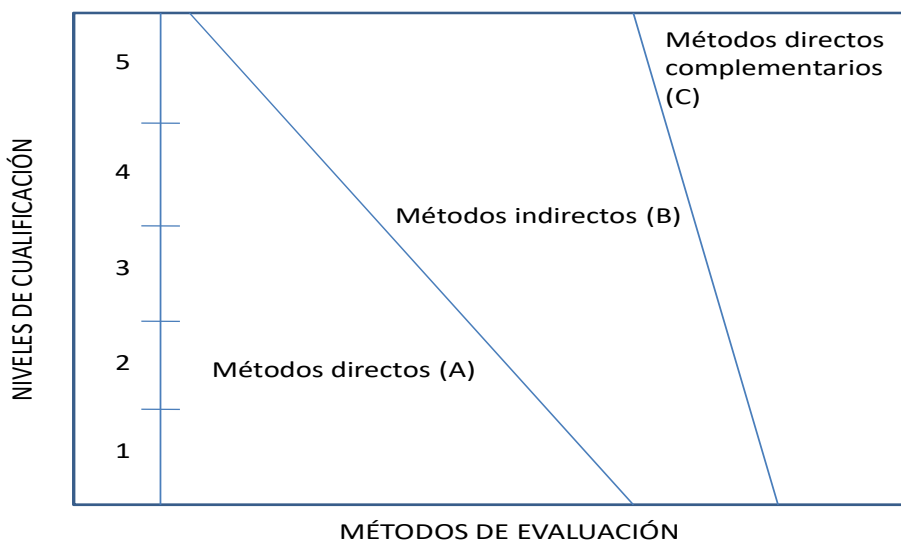 Métodos directos
complementarios
(C)
5
4
Métodos indirectos (B)
3
2
Métodos directos (A)
1
NIVELES DE CUALIFICACIÓN
MÉTODOS DE EVALUACIÓN